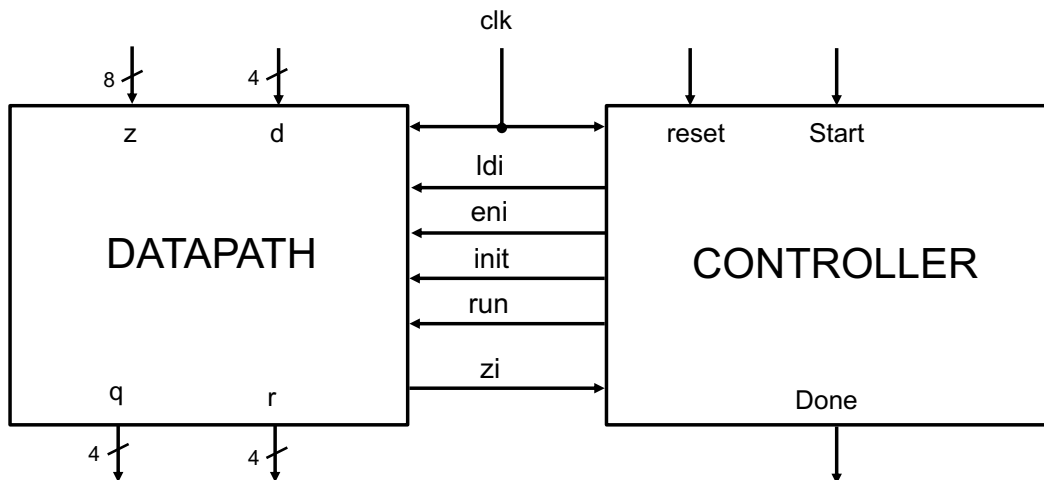 clk
8
4
z
d
reset
Start
ldi
eni
DATAPATH
init
CONTROLLER
run
zi
q
r
Done
4
4